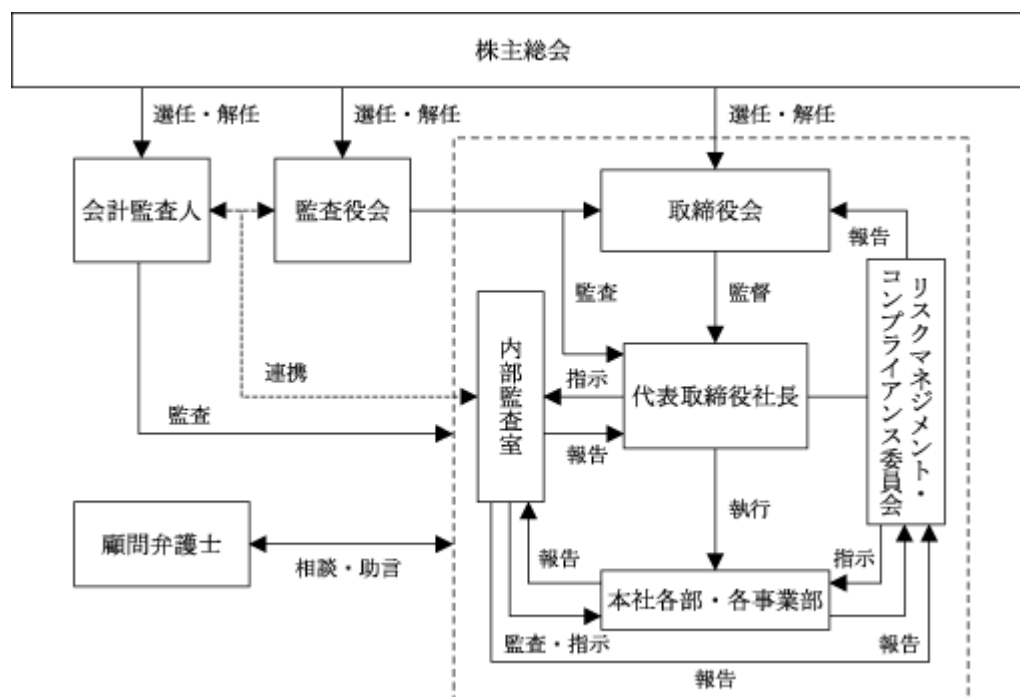 株主総会
選任・解任
選任・解任
選任・解任
会計監査人
監査役会
取締役会
報告
監査
監督
リスクマネジメント・
コンプライアンス委員会
内部監査室
連携
指示
代表取締役社長
監査
報告
執行
顧問弁護士
相談・助言
報告
指示
本社各部・各事業部
監査・指示
報告
報告